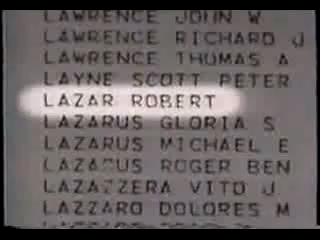 LAWRENCE JOHN W
LAWRENCE RICHARD J
LAWRENCE THOMAS A
LAYNE SCOTT PETER
LAZAR ROBERT
LAZARUS GLORIA S
LAZARUS MICHAEL E
LAZARUS ROGER BEN
LAZAZZERA VITO J
LAZZARO DOLORES M